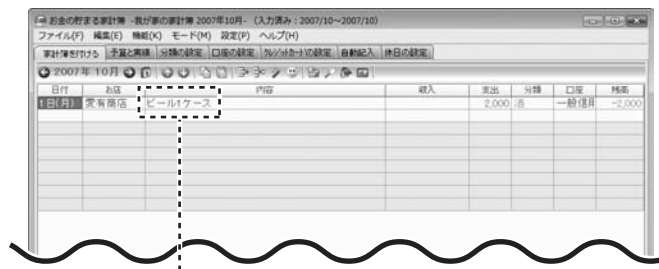 お金の貯まる家計簿 -我が家の家計簿 2007年10月- (入力済み:2007/10~2007/10)
ファイル(F) 編集(E) 機能(K) モード(M) 設定(P) ヘルプ(H)
家計簿を付ける 予算と実績 分類の設定 口座の設定 クレジットカードの設定 自動記入 休日の設定
2007年10月
日付 お店 内容 収入 支出 分類 口座 残高
1日(月) 愛有商店 ビール1ケース 2,000 酒 一般信用 -2,000